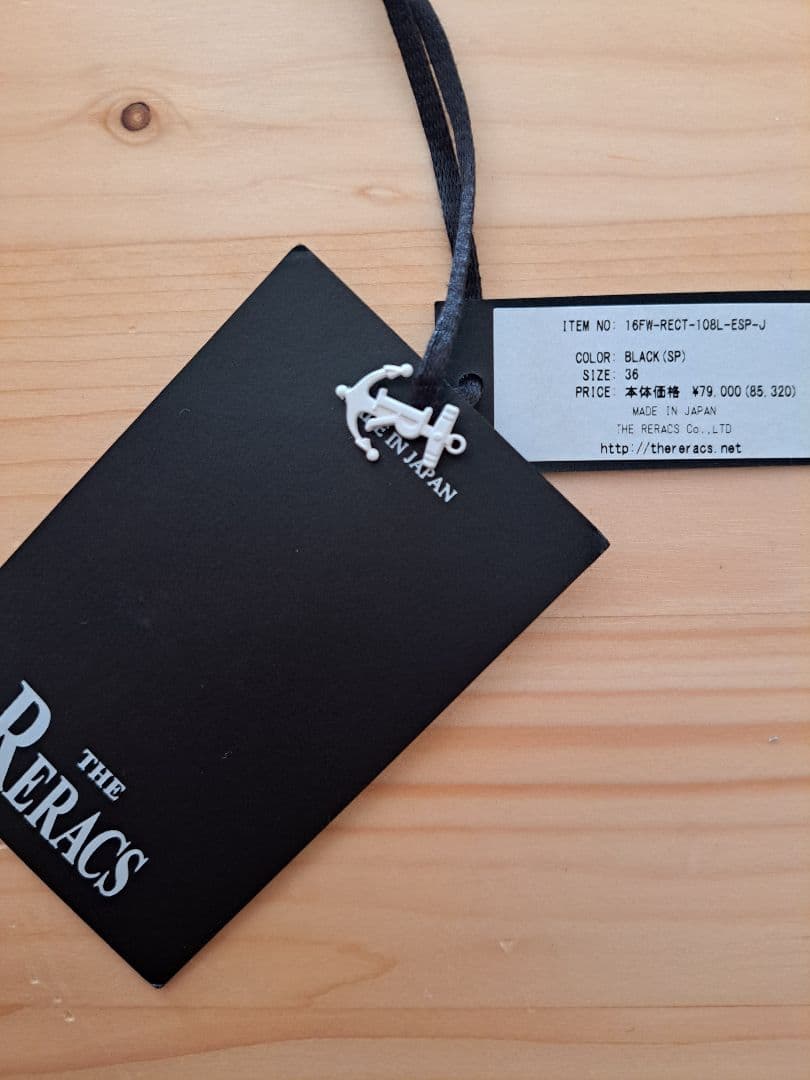 ITEM NO: 16FW-RECT-108L-ESP-J
COLOR: BLACK(SP)
SIZE: 36
PRICE: 本体価格 ¥79,000(85,320)
MADE IN JAPAN
THE RERACS Co.,LTD
http://thereracs.net
IN JAPAN
THE
RERACS